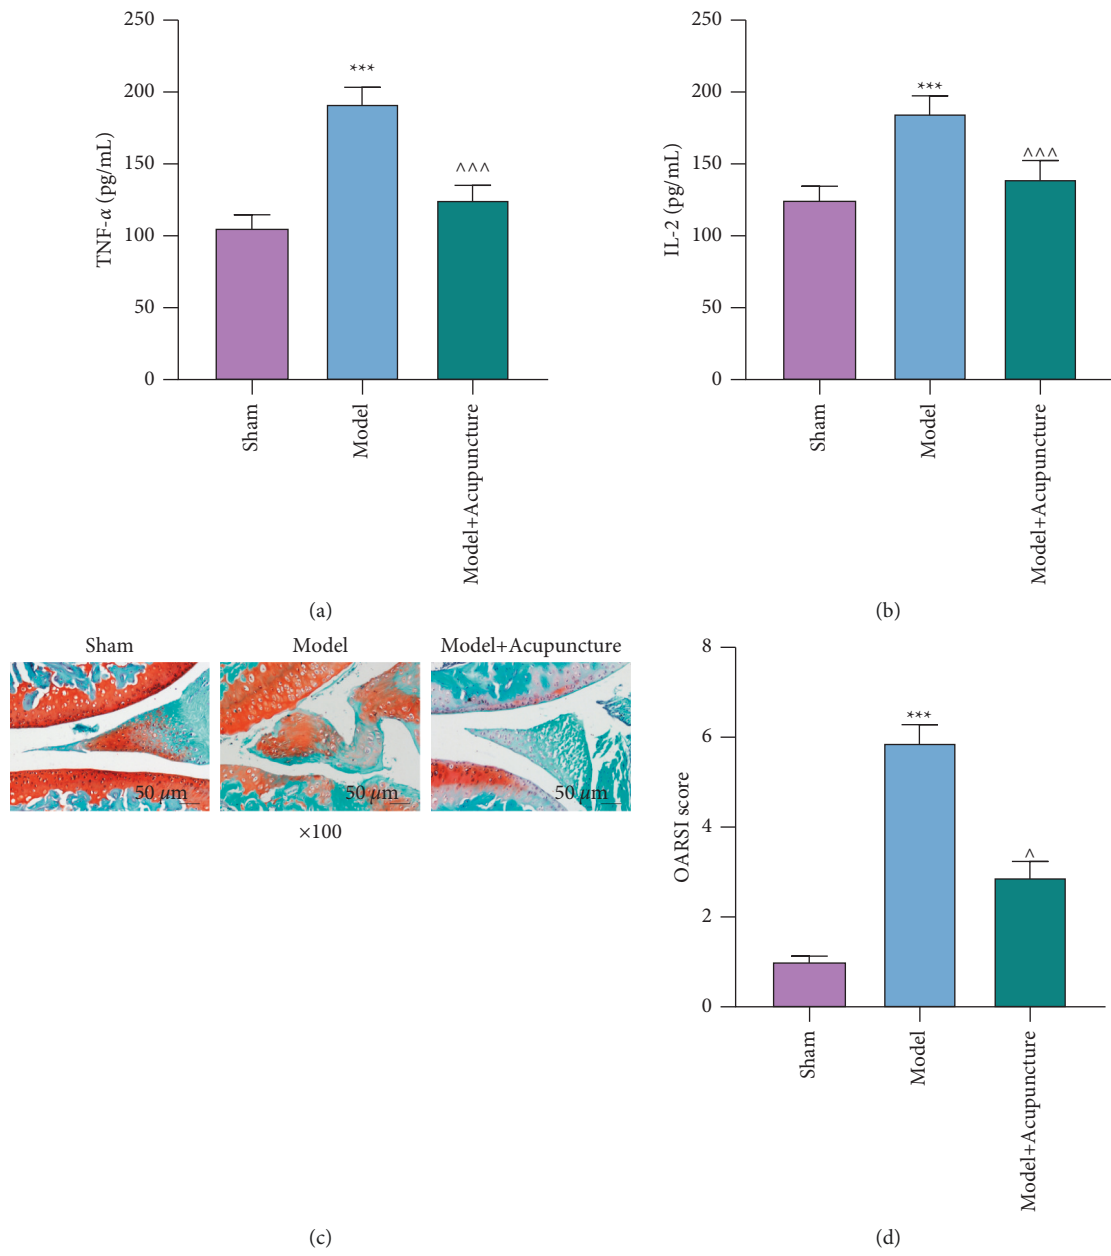 250
200
150
100
50
0
TNF-α (pg/mL)
***
^^^
Sham
Model
Model+Acupuncture
(a)
250
200
150
100
50
0
IL-2 (pg/mL)
***
^^^
Sham
Model
Model+Acupuncture
(b)
Sham
Model
Model+Acupuncture
50 μm
50 μm
50 μm
×100
(c)
8
6
4
2
0
OARSI score
***
^
Sham
Model
Model+Acupuncture
(d)